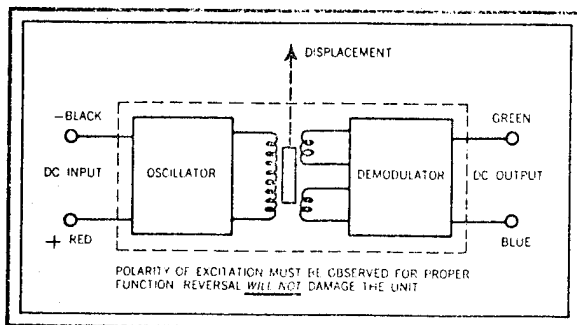 DISPLACEMENT
−BLACK
GREEN
DC INPUT
OSCILLATOR
DEMODULATOR
DC OUTPUT
+ RED
BLUE
POLARITY OF EXCITATION MUST BE OBSERVED FOR PROPER
FUNCTION REVERSAL WILL NOT DAMAGE THE UNIT